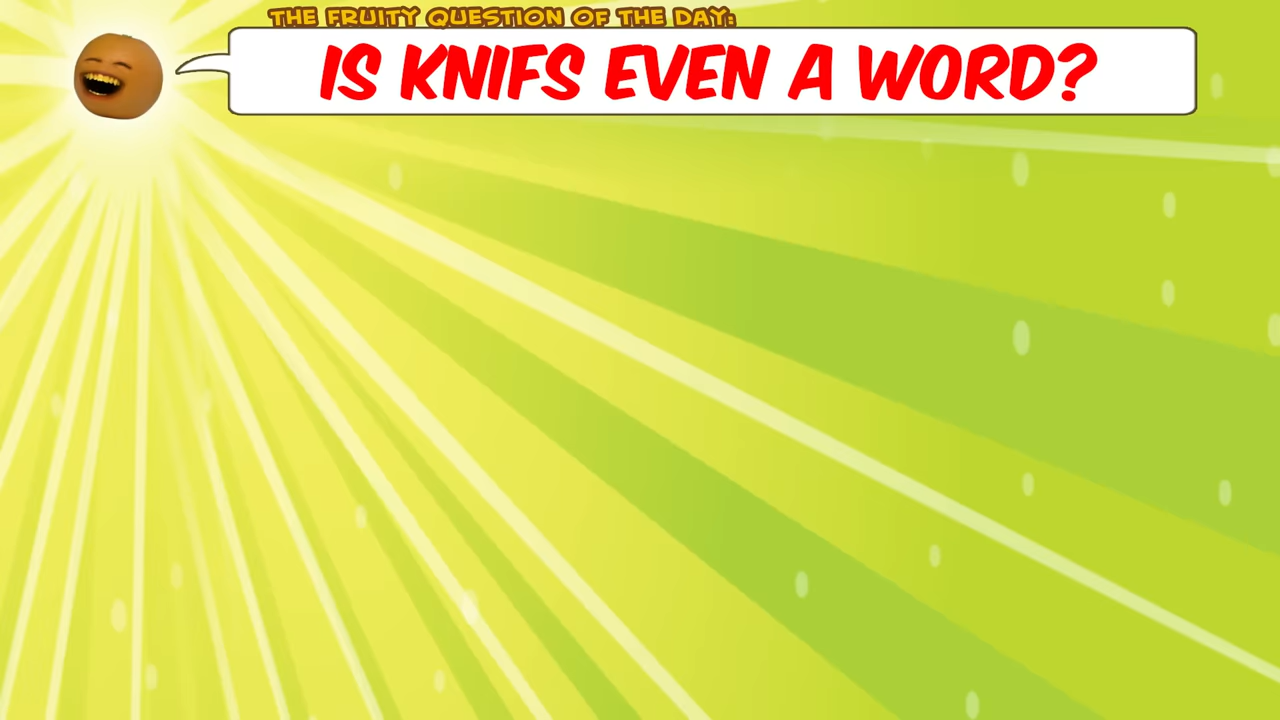 THE FRUITY QUESTION OF THE DAY:
IS KNIFS EVEN A WORD?